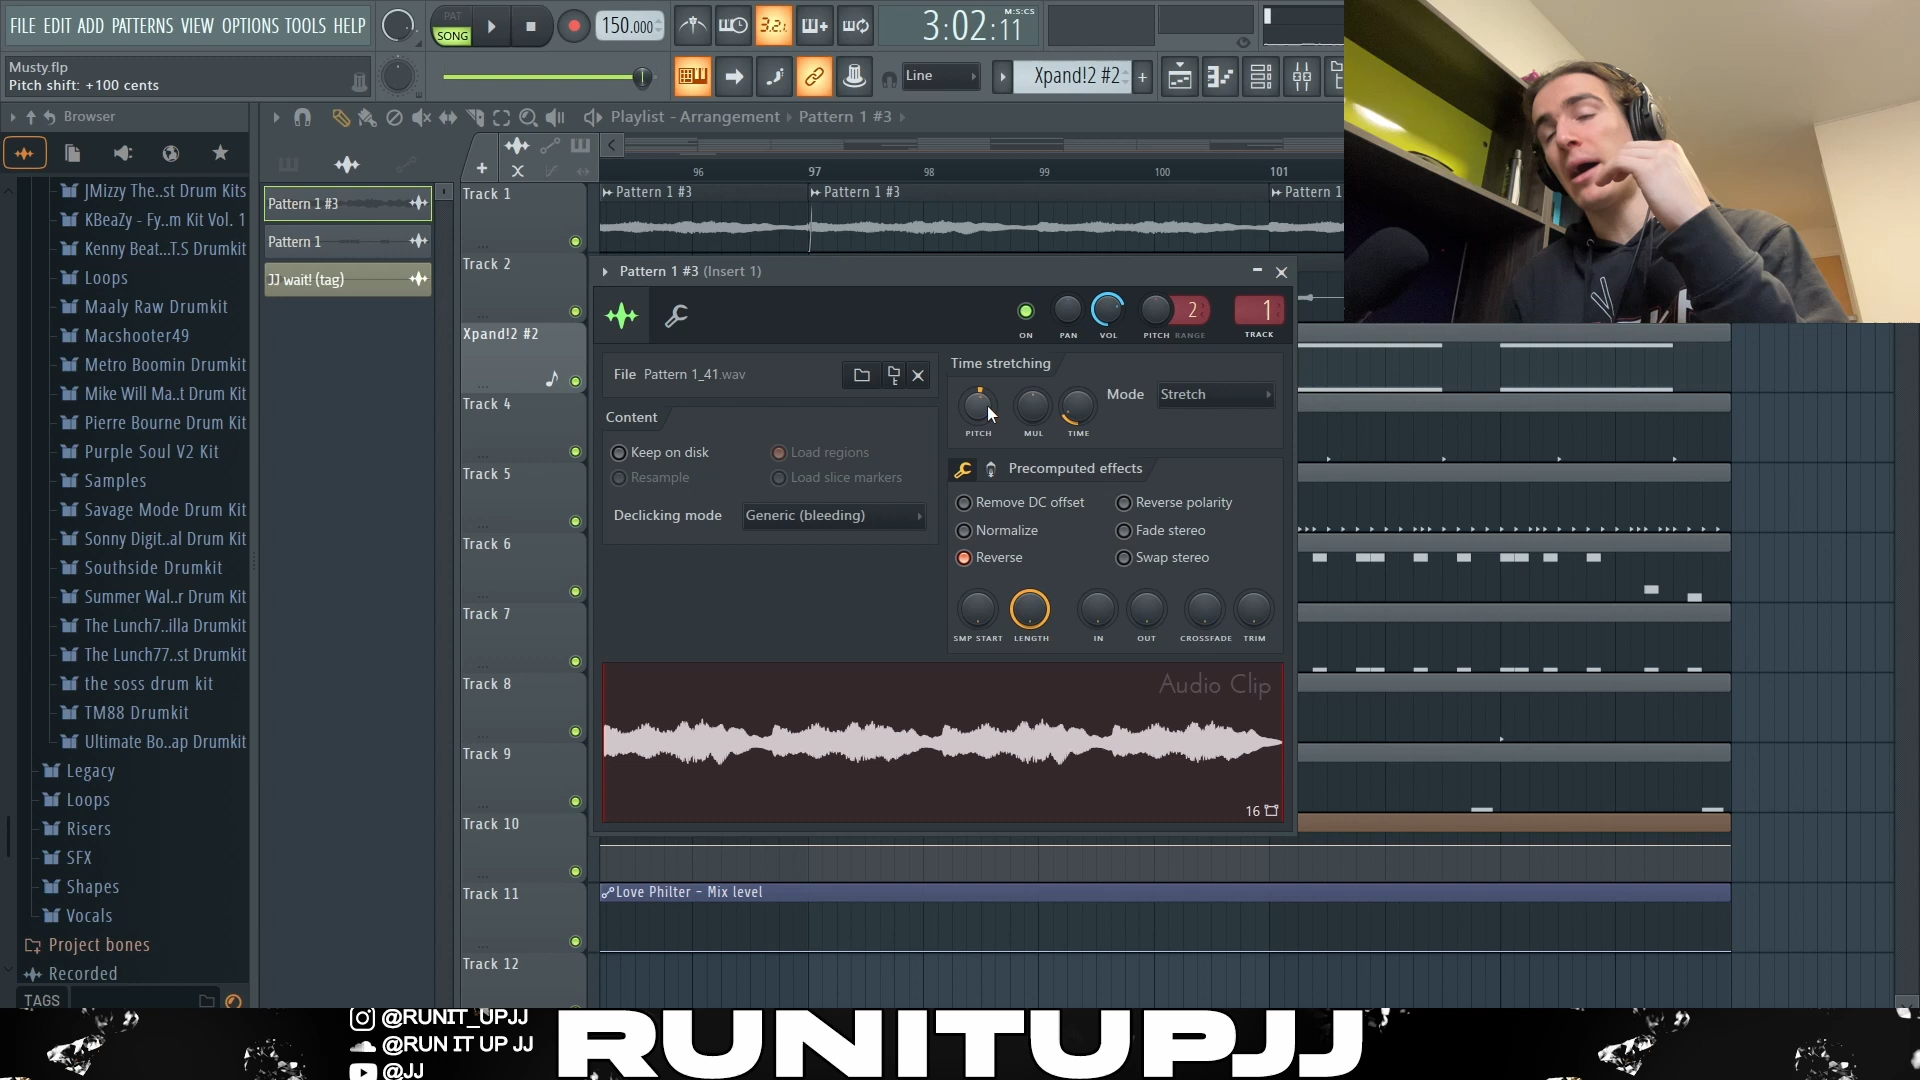 FILE EDIT ADD PATTERNS VIEW OPTIONS TOOLS HELP
PAT
SONG
150.000
3.2.
3:02:11
M:S:CS
Musty.flp
Pitch shift: +100 cents
Line
Xpand!2 #2
+
Browser
Playlist - Arrangement
Pattern 1 #3
96
97
98
99
100
101
JMizzy The..st Drum Kits
KBeaZy - Fy..m Kit Vol. 1
Kenny Beat...T.S Drumkit
Loops
Maaly Raw Drumkit
Macshooter49
Metro Boomin Drumkit
Mike Will Ma..t Drum Kit
Pierre Bourne Drum Kit
Purple Soul V2 Kit
Samples
Savage Mode Drum Kit
Sonny Digit...al Drum Kit
Southside Drumkit
Summer Wal..r Drum Kit
The Lunch7..illa Drumkit
The Lunch77..st Drumkit
the soss drum kit
TM88 Drumkit
Ultimate Bo..ap Drumkit
Legacy
Loops
Risers
SFX
Shapes
Vocals
Project bones
Recorded
TAGS
Pattern 1 #3
Pattern 1
JJ wait! (tag)
+
Track 1
Track 2
Xpand!2 #2
Track 4
Track 5
Track 6
Track 7
Track 8
Track 9
Track 10
Track 11
Track 12
Pattern 1 #3
Pattern 1 #3
Pattern 1
Love Philter - Mix level
Pattern 1 #3 (Insert 1)
ON
PAN
VOL
PITCH
RANGE
2
1
TRACK
File Pattern 1_41.wav
Content
Keep on disk
Load regions
Resample
Load slice markers
Declicking mode
Generic (bleeding)
Time stretching
PITCH
MUL
TIME
Mode
Stretch
Precomputed effects
Remove DC offset
Reverse polarity
Normalize
Fade stereo
Reverse
Swap stereo
SMP START
LENGTH
IN
OUT
CROSSFADE
TRIM
Audio Clip
16
@RUNIT_UPJJ
@RUN IT UP JJ
@JJ
RUNITUPJJ